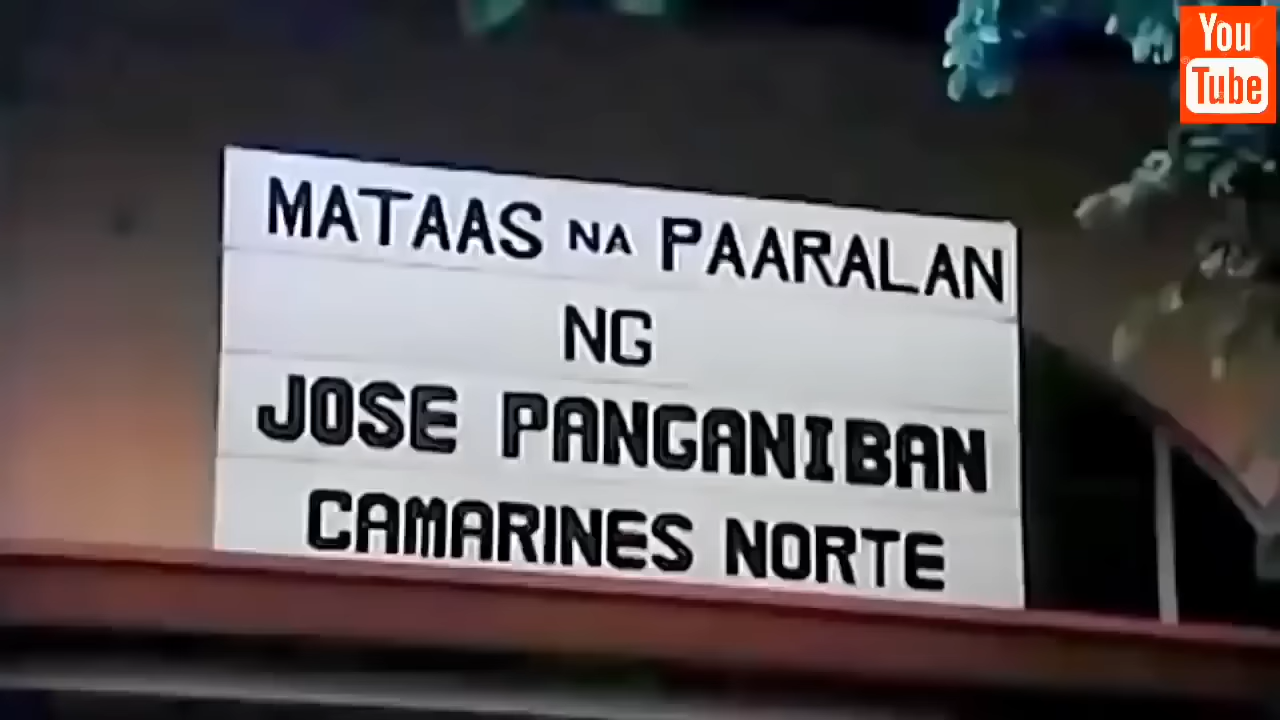 You
Tube
MATAAS NA PAARALAN
NG
JOSE PANGANIBAN
CAMARINES NORTE